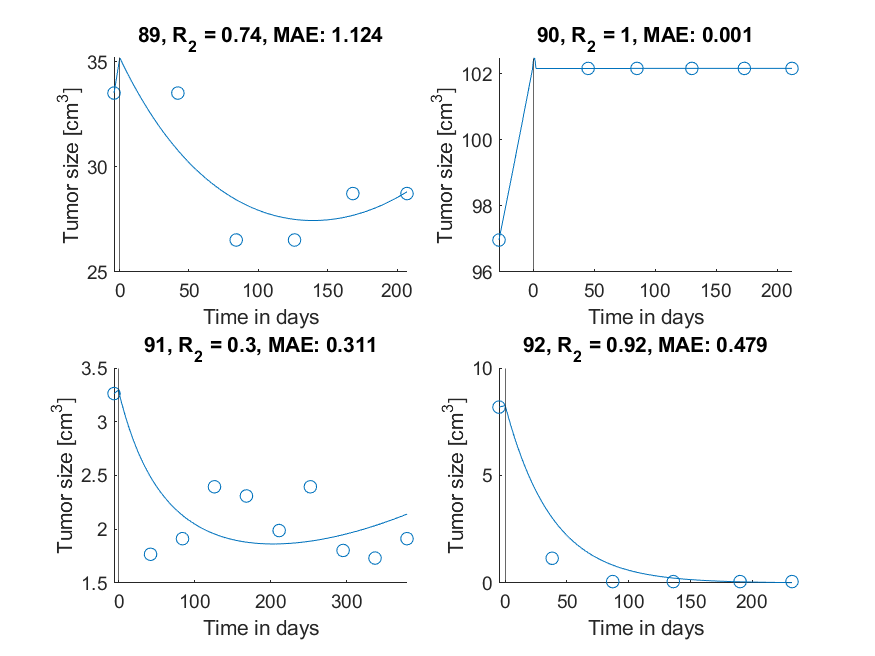 89, R2 = 0.74, MAE: 1.124
35
30
25
Tumor size [cm3]
0 50 100 150 200
Time in days
90, R2 = 1, MAE: 0.001
102
100
98
96
Tumor size [cm3]
0 50 100 150 200
Time in days
91, R2 = 0.3, MAE: 0.311
3.5
3
2.5
2
1.5
Tumor size [cm3]
0 100 200 300
Time in days
92, R2 = 0.92, MAE: 0.479
10
5
0
Tumor size [cm3]
0 50 100 150 200
Time in days